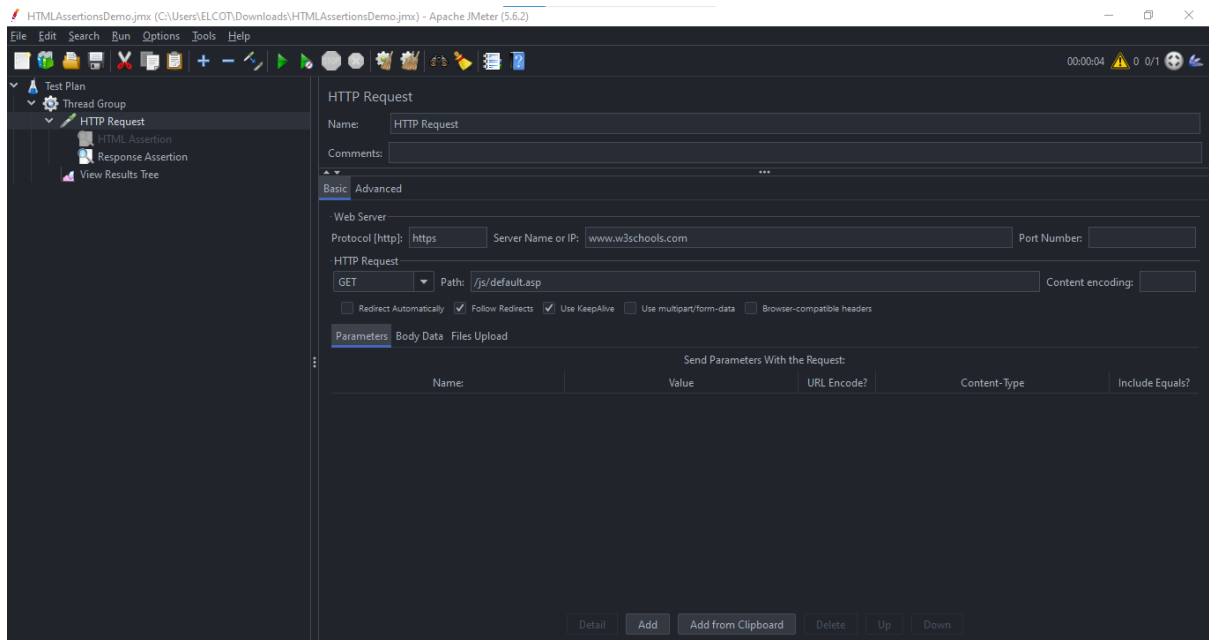 HTMLAssertionsDemo.jmx (C:\Users\ELCOT\Downloads\HTMLAssertionsDemo.jmx) - Apache JMeter (5.6.2)
File Edit Search Run Options Tools Help
00:00:04 0 0/1
Test Plan
Thread Group
HTTP Request
HTML Assertion
Response Assertion
View Results Tree
HTTP Request
Name: HTTP Request
Comments:
Basic Advanced
Web Server
Protocol [http]: https Server Name or IP: www.w3schools.com Port Number:
HTTP Request
GET Path: /js/default.asp Content encoding:
Redirect Automatically Follow Redirects Use KeepAlive Use multipart/form-data Browser-compatible headers
Parameters Body Data Files Upload
Send Parameters With the Request:
Name: Value URL Encode? Content-Type Include Equals?
Detail Add Add from Clipboard Delete Up Down